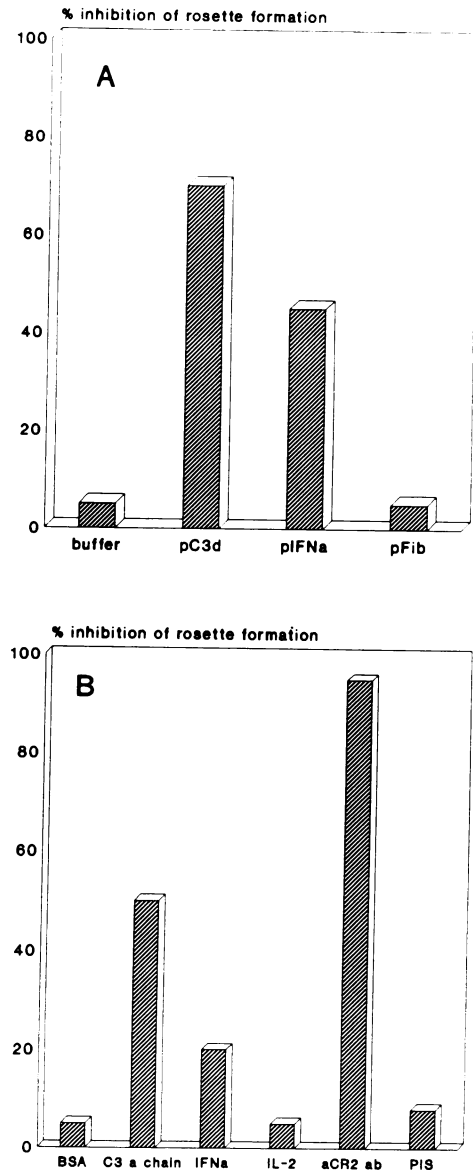 % inhibition of rosette formation
100
A
80
60
40
20
0
buffer pC3d pIFNa pFib
% inhibition of rosette formation
100
B
80
60
40
20
0
BSA C3 a chain IFNa IL-2 aCR2 ab PIS